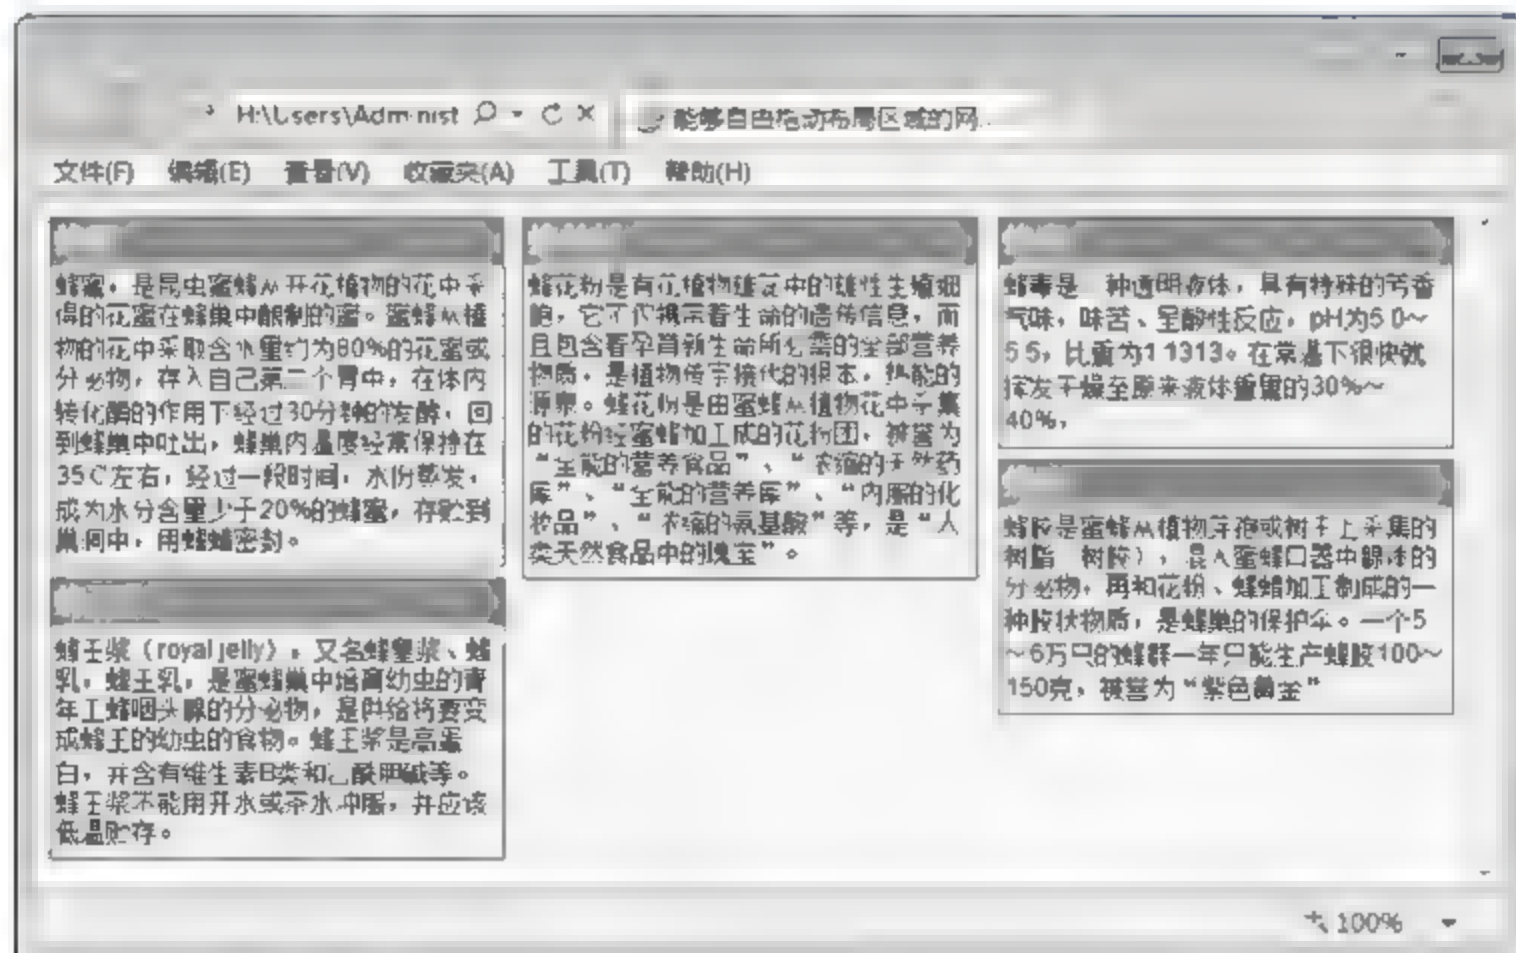 H:\Users\Administ
能够自由拖动布局区域的网...
文件(F) 编辑(E) 查看(V) 收藏夹(A) 工具(T) 帮助(H)
蜂蜜，是昆虫蜜蜂从开花植物的花中采
得的花蜜在蜂巢中酿制的蜜。蜜蜂从植
物的花中采取含水量约为80%的花蜜或
分泌物，存入自己第二个胃中，在体内
转化酶的作用下经过30分钟的发酵，回
到蜂巢中吐出，蜂巢内温度经常保持在
35℃左右，经过一段时间，水份蒸发，
成为水分含量少于20%的蜂蜜，存贮到
巢洞中，用蜂蜡密封。
蜂王浆（royal jelly），又名蜂皇浆、蜂
乳，蜂王乳，是蜜蜂巢中培育幼虫的青
年工蜂咽头腺的分泌物，是供给将要变
成蜂王的幼虫的食物。蜂王浆是高蛋
白，并含有维生素B类和乙酰胆碱等。
蜂王浆不能用开水或茶水冲服，并应该
低温贮存。
蜂花粉是有花植物雄蕊中的雄性生殖细
胞，它不仅携带着生命的遗传信息，而
且包含着孕育新生命所必需的全部营养
物质，是植物传宗接代的根本，热能的
源泉。蜂花粉是由蜜蜂从植物花中采集
的花粉经蜜蜂加工成的花粉团，被誉为
“全能的营养食品”、“浓缩的天然药
库”、“全能的营养库”、“内服的化
妆品”、“浓缩的氨基酸”等，是“人
类天然食品中的瑰宝”。
蜂毒是 种透明液体，具有特殊的芳香
气味，味苦、呈酸性反应，pH为5.0～
5.5，比重为1.1313。在常温下很快就
挥发干燥至原来液体重量的30%～
40%，
蜂胶是蜜蜂从植物芽孢或树干上采集的
树脂 树胶），混入蜜蜂口器中腺体的
分泌物，再和花粉、蜂蜡加工制成的一
种胶状物质，是蜂巢的保护伞。一个5
～6万只的蜂群一年只能生产蜂胶100～
150克，被誉为“紫色黄金”
100%